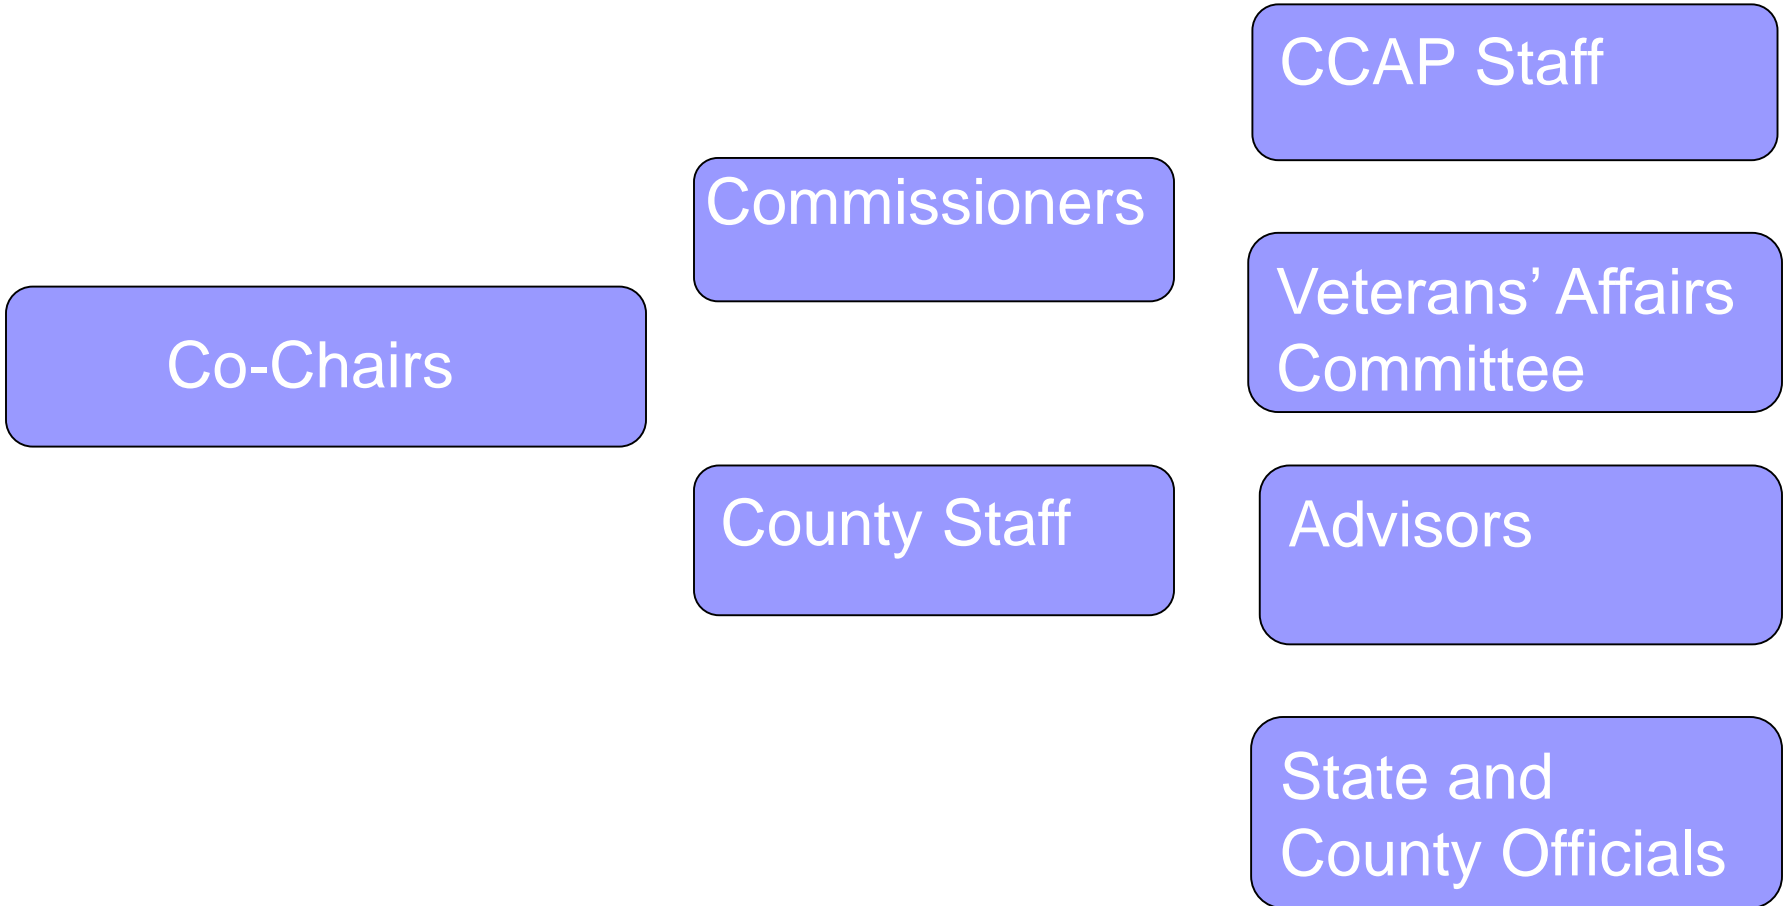 Co-Chairs
Commissioners
County Staff
CCAP Staff
Veterans’ Affairs
Committee
Advisors
State and
County Officials